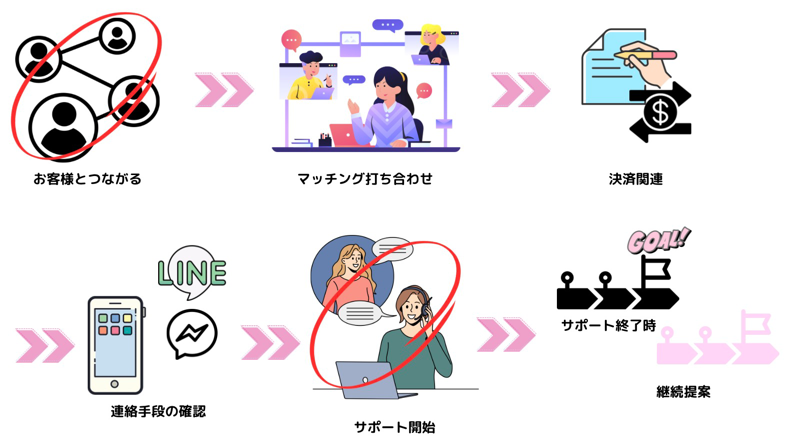 お客様とつながる
マッチング打ち合わせ
決済関連
LINE
連絡手段の確認
サポート開始
GOAL!
サポート終了時
継続提案